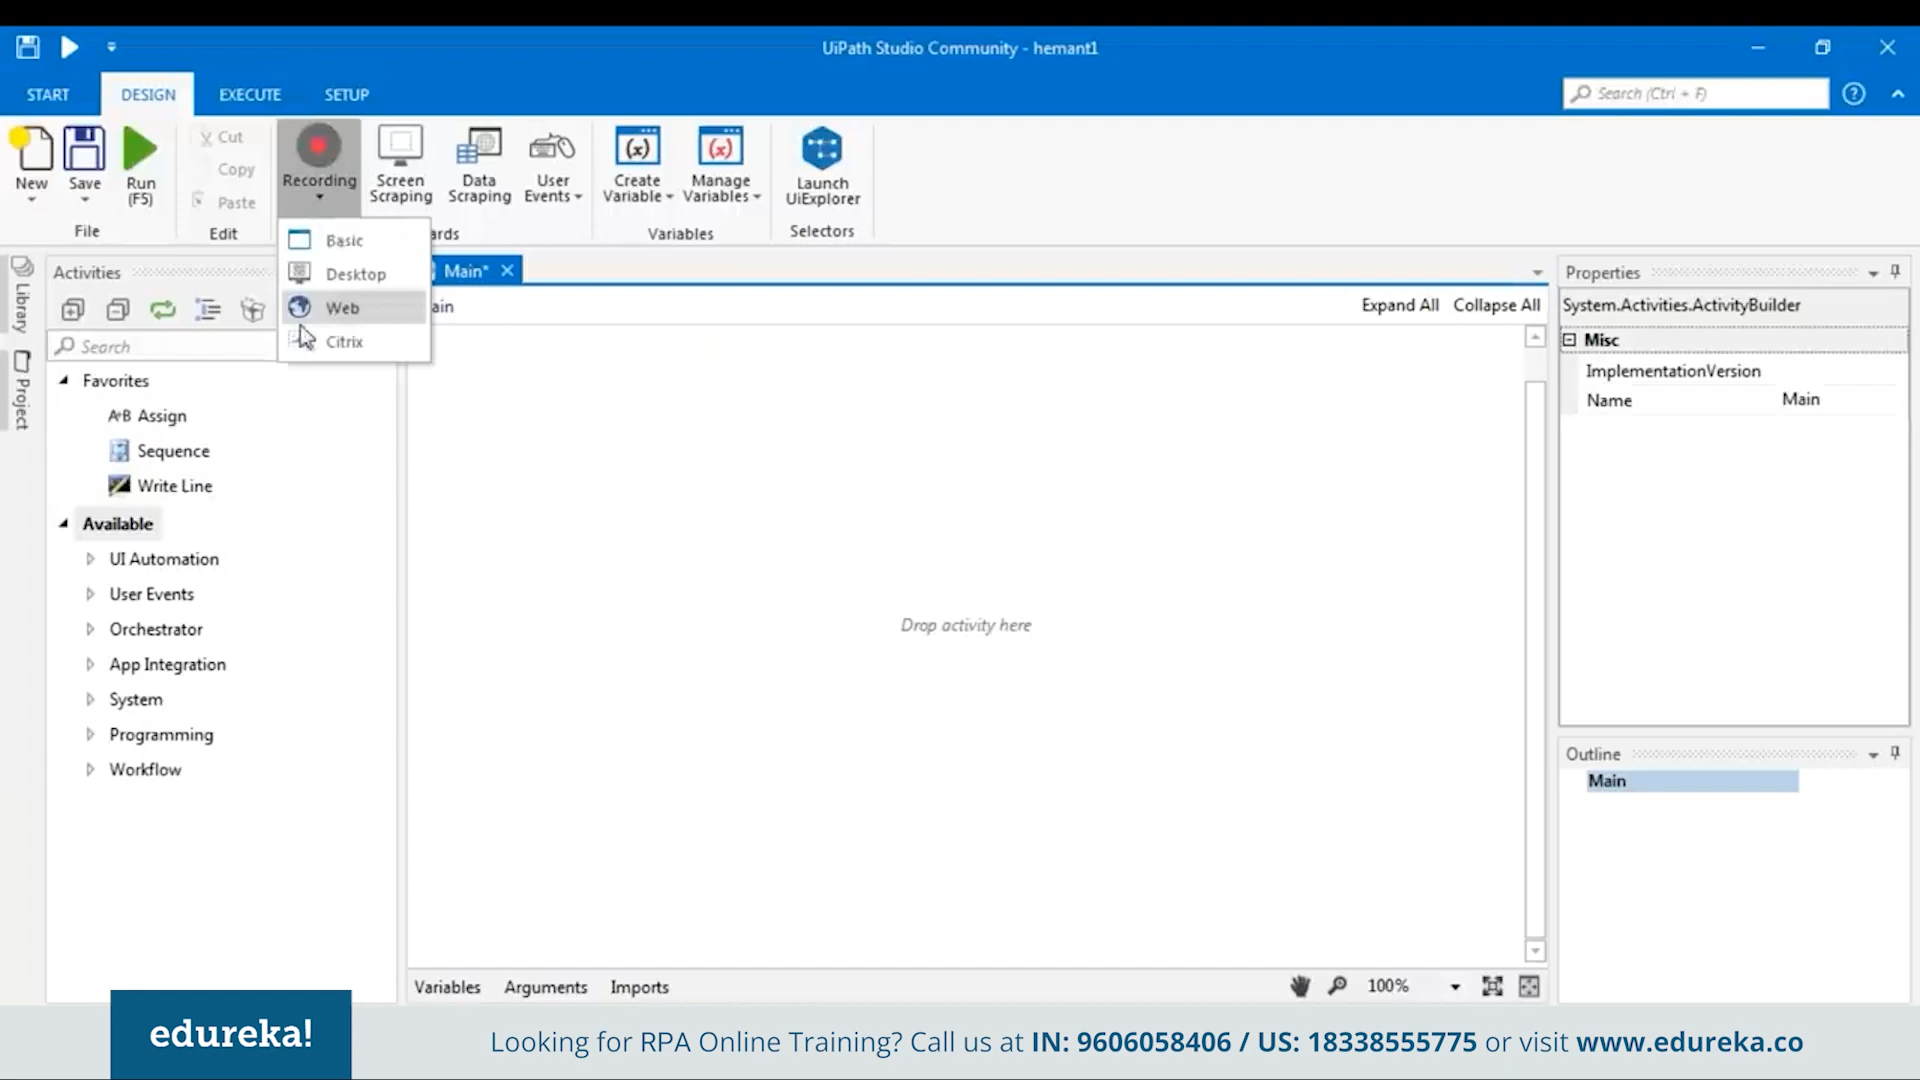 UiPath Studio Community - hemant1
START
DESIGN
EXECUTE
SETUP
Search (Ctrl + F)
New
Save
Run
(F5)
Cut
Copy
Paste
Recording
Screen
Scraping
Data
Scraping
User
Events
Create
Variable
Manage
Variables
Launch
UiExplorer
File
Edit
ards
Variables
Selectors
Basic
Desktop
Web
Citrix
Library
Project
Activities
Search
Favorites
A+B Assign
Sequence
Write Line
Available
UI Automation
User Events
Orchestrator
App Integration
System
Programming
Workflow
Main*
ain
Expand All
Collapse All
Drop activity here
Variables
Arguments
Imports
100%
Properties
System.Activities.ActivityBuilder
Misc
ImplementationVersion
Name
Main
Outline
Main
edureka!
Looking for RPA Online Training? Call us at IN: 9606058406 / US: 18338555775 or visit www.edureka.co